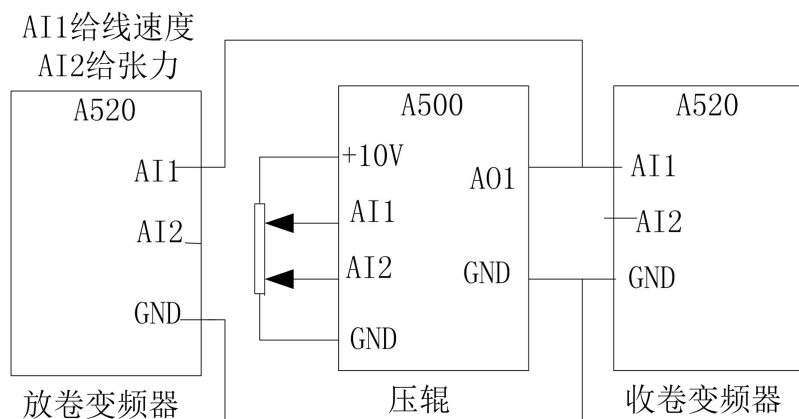 AI1给线速度
AI2给张力
A520
AI1
AI2
GND
放卷变频器
A500
+10V
AI1
AI2
GND
AO1
GND
压辊
A520
AI1
AI2
GND
收卷变频器